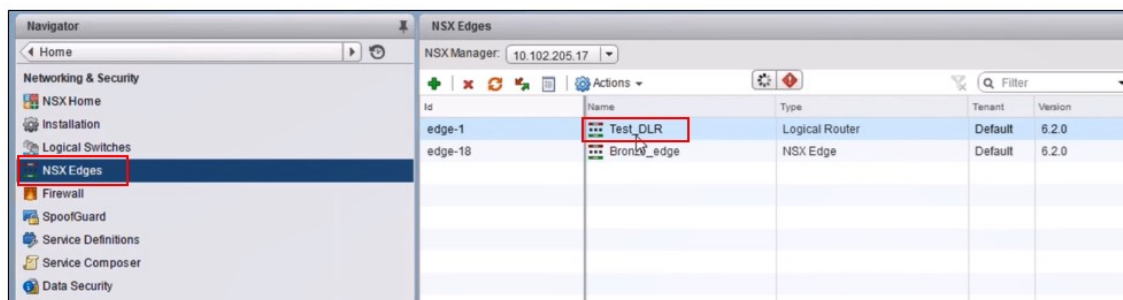 Navigator
Home
Networking & Security
NSX Home
Installation
Logical Switches
NSX Edges
Firewall
SpoofGuard
Service Definitions
Service Composer
Data Security
NSX Edges
NSX Manager: 10.102.205.17
Actions
Filter
Id Name Type Tenant Version
edge-1 Test_DLR Logical Router Default 6.2.0
edge-18 Bronze_edge NSX Edge Default 6.2.0